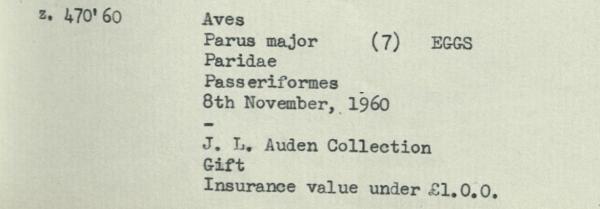 z. 470'60 Aves
Parus major (7) EGGS
Paridae
Passeriformes
8th November, 1960
-
J. L. Auden Collection
Gift
Insurance value under £1.0.0.